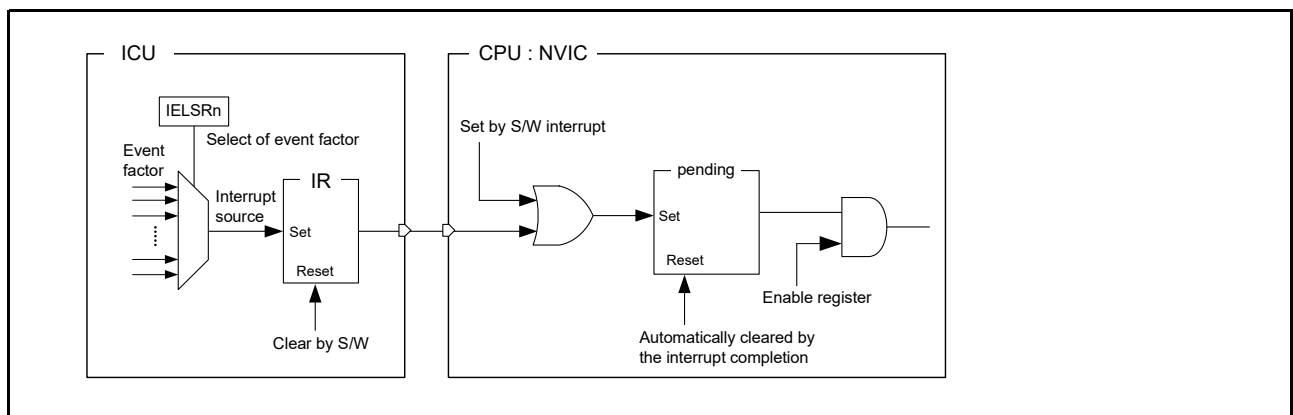 ICU
CPU : NVIC
IELSRn
Select of event factor
Event
factor
Interrupt
source
IR
Set
Reset
Clear by S/W
Set by S/W interrupt
pending
Set
Reset
Enable register
Automatically cleared by
the interrupt completion